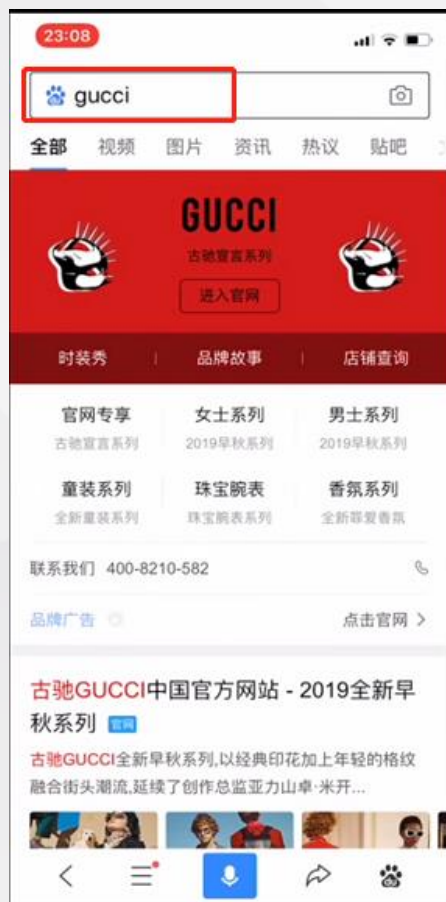 23:08
gucci
全部 视频 图片 资讯 热议 贴吧
GUCCI
古驰宣言系列
进入官网
时装秀 品牌故事 店铺查询
官网专享 女士系列 男士系列
古驰宣言系列 2019早秋系列 2019早秋系列
童装系列 珠宝腕表 香氛系列
全新童装系列 珠宝腕表系列 全新罪爱香氛
联系我们 400-8210-582
品牌广告 点击官网
古驰GUCCI中国官方网站 - 2019全新早
秋系列 官网
古驰GUCCI全新早秋系列,以经典印花加上年轻的格纹
融合街头潮流,延续了创作总监亚力山卓·米开...